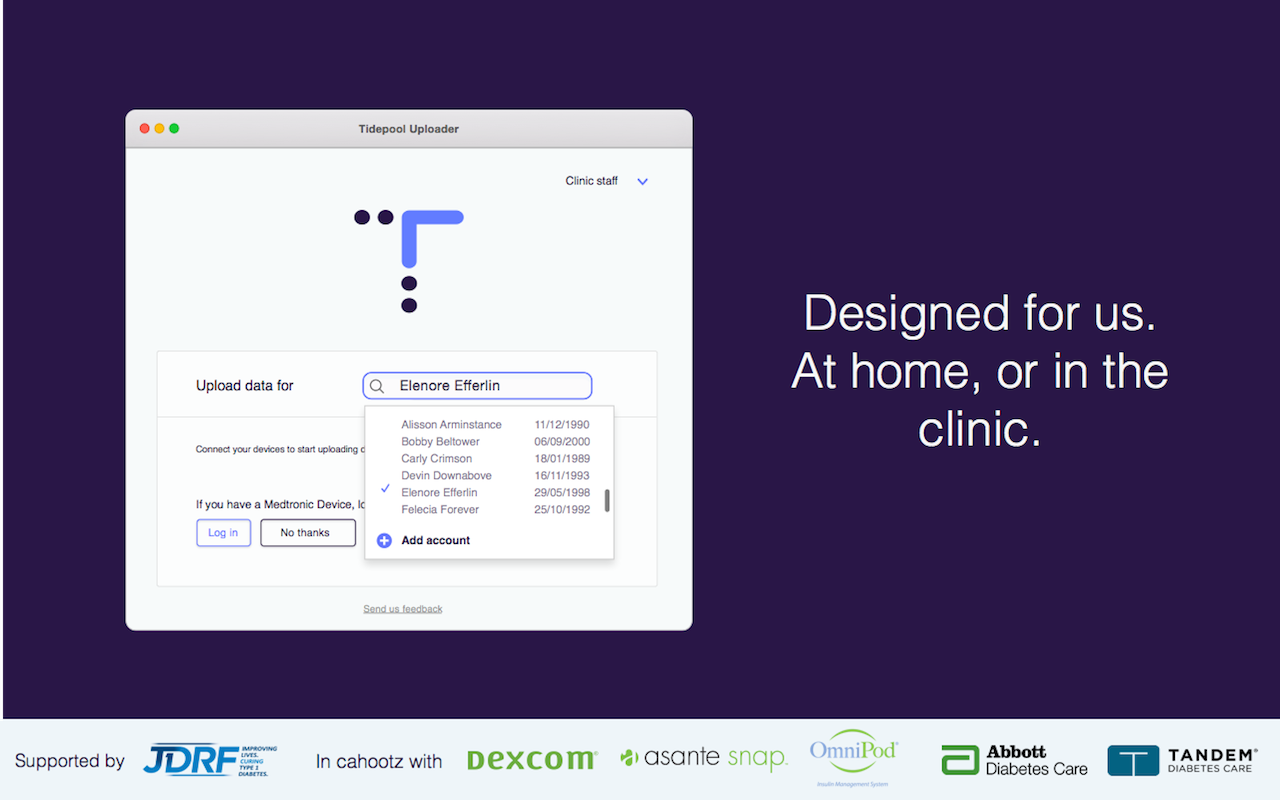 Tidepool Uploader
Clinic staff
Upload data for
Elenore Efferlin
Alisson Arminstance 11/12/1990
Bobby Beltower 06/09/2000
Carly Crimson 18/01/1989
Devin Downabove 16/11/1993
Elenore Efferlin 29/05/1998
Felecia Forever 25/10/1992
Add account
Connect your devices to start uploading
If you have a Medtronic Device,
Log in
No thanks
Send us feedback
Designed for us.
At home, or in the
clinic.
Supported by
JDRF
IMPROVING
LIVES.
CURING
TYPE 1
DIABETES.
In cahootz with
Dexcom®
asante snap.
OmniPod®
Insulin Management System
Abbott
Diabetes Care
TANDEM®
DIABETES CARE